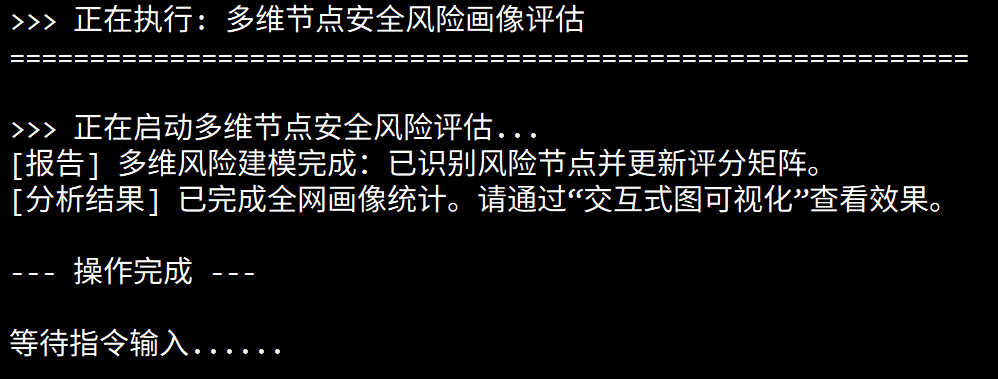 >>> 正在执行: 多维节点安全风险画像评估
============================================================
>>> 正在启动多维节点安全风险评估...
[报告] 多维风险建模完成：已识别风险节点并更新评分矩阵。
[分析结果] 已完成全网画像统计。请通过“交互式图可视化”查看效果。
--- 操作完成 ---
等待指令输入......